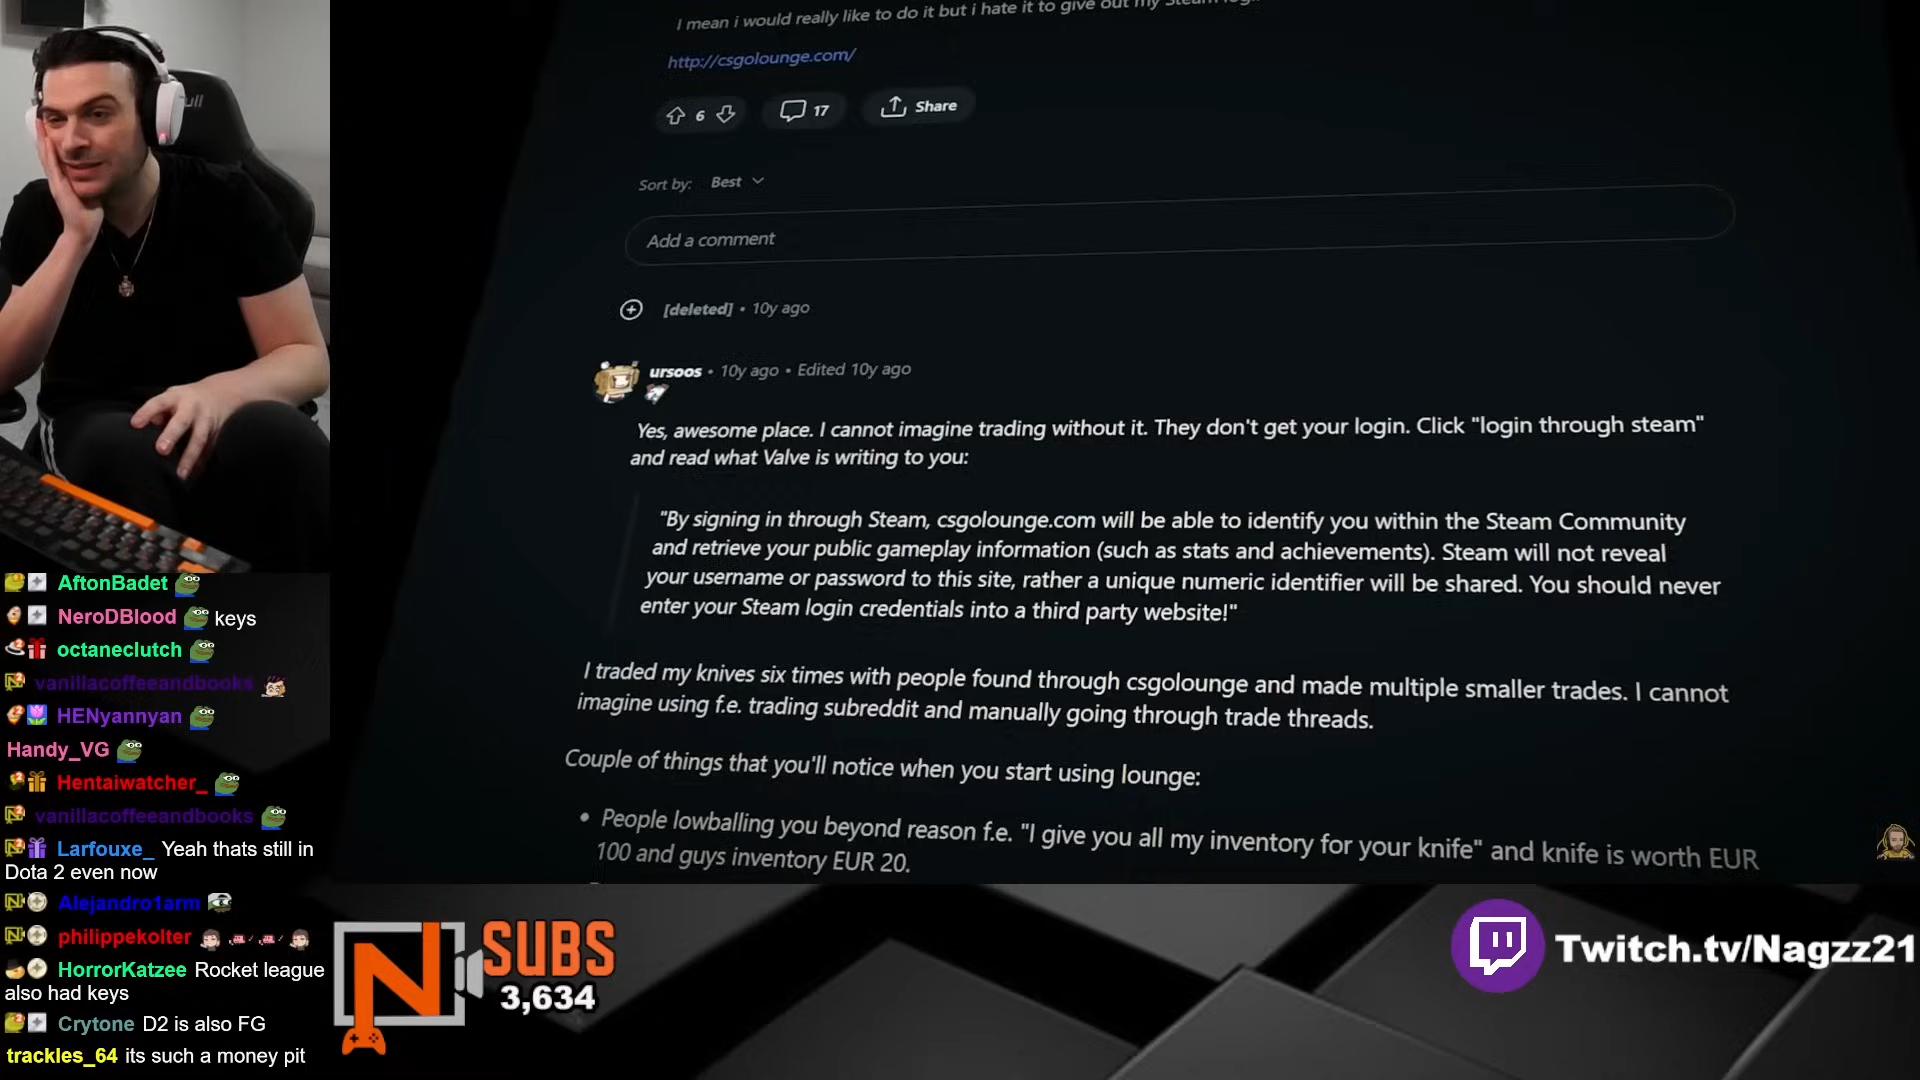 I mean i would really like to do it but i hate it to give out my Steam
http://csgolounge.com/
6
17
Share
Sort by: Best
Add a comment
[deleted] • 10y ago
ursoos • 10y ago • Edited 10y ago
Yes, awesome place. I cannot imagine trading without it. They don't get your login. Click "login through steam"
and read what Valve is writing to you:
"By signing in through Steam, csgolounge.com will be able to identify you within the Steam Community
and retrieve your public gameplay information (such as stats and achievements). Steam will not reveal
your username or password to this site, rather a unique numeric identifier will be shared. You should never
enter your Steam login credentials into a third party website!"
I traded my knives six times with people found through csgolounge and made multiple smaller trades. I cannot
imagine using f.e. trading subreddit and manually going through trade threads.
Couple of things that you'll notice when you start using lounge:
• People lowballing you beyond reason f.e. "I give you all my inventory for your knife" and knife is worth EUR
100 and guys inventory EUR 20.
AftonBadet
NeroDBlood keys
octaneclutch
vanillacoffeeandbooks
HENyannyan
Handy_VG
Hentaiwatcher_
vanillacoffeeandbooks
Larfouxe_ Yeah thats still in
Dota 2 even now
Alejandro1arm
philippekolter
HorrorKatzee Rocket league
also had keys
Crytone D2 is also FG
trackles_64 its such a money pit
N
SUBS
3,634
Twitch.tv/Nagzz21